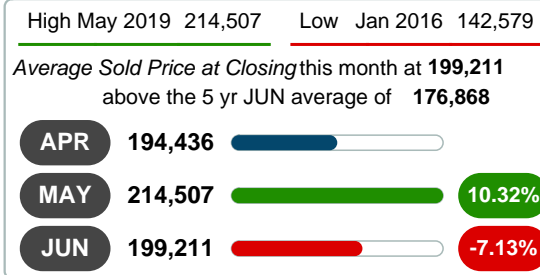 High May 2019 214,507 Low Jan 2016 142,579
Average Sold Price at Closing this month at 199,211
above the 5 yr JUN average of 176,868
APR 194,436
MAY 214,507 10.32%
JUN 199,211 -7.13%